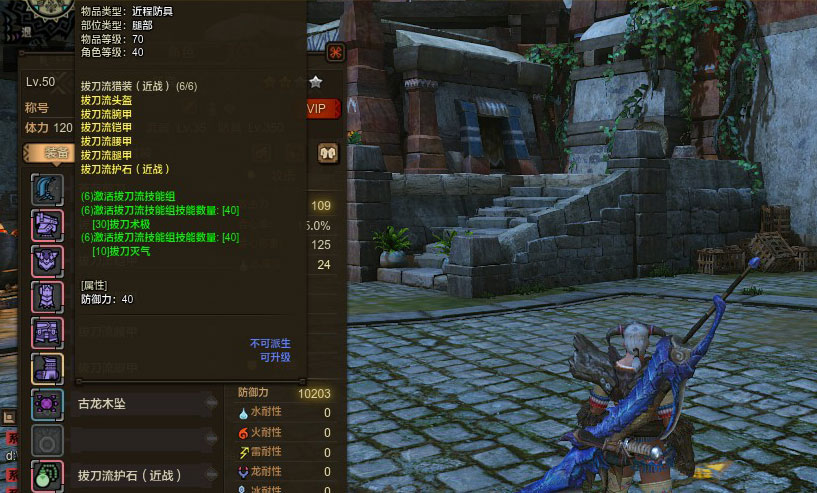 物品类型：近程防具
部位类型：腿部
物品等级：70
角色等级：40
Lv.50
拔刀流猎装（近战）(6/6)
称号
拔刀流头盔
VIP
拔刀流腕甲
体力 120
拔刀流铠甲
拔刀流腰甲
装备
拔刀流腿甲
拔刀流护石（近战）
(6)激活拔刀流技能组
109
(6)激活拔刀流技能组技能数量: [40]
[30]拔刀术极
5.0%
(6)激活拔刀流技能组技能数量: [40]
125
[10]拔刀灭气
24
[属性]
防御力：40
不可派生
可升级
防御力 10203
古龙木坠
水耐性 0
火耐性 0
雷耐性 0
拔刀流护石（近战）
龙耐性 0
冰耐性 0